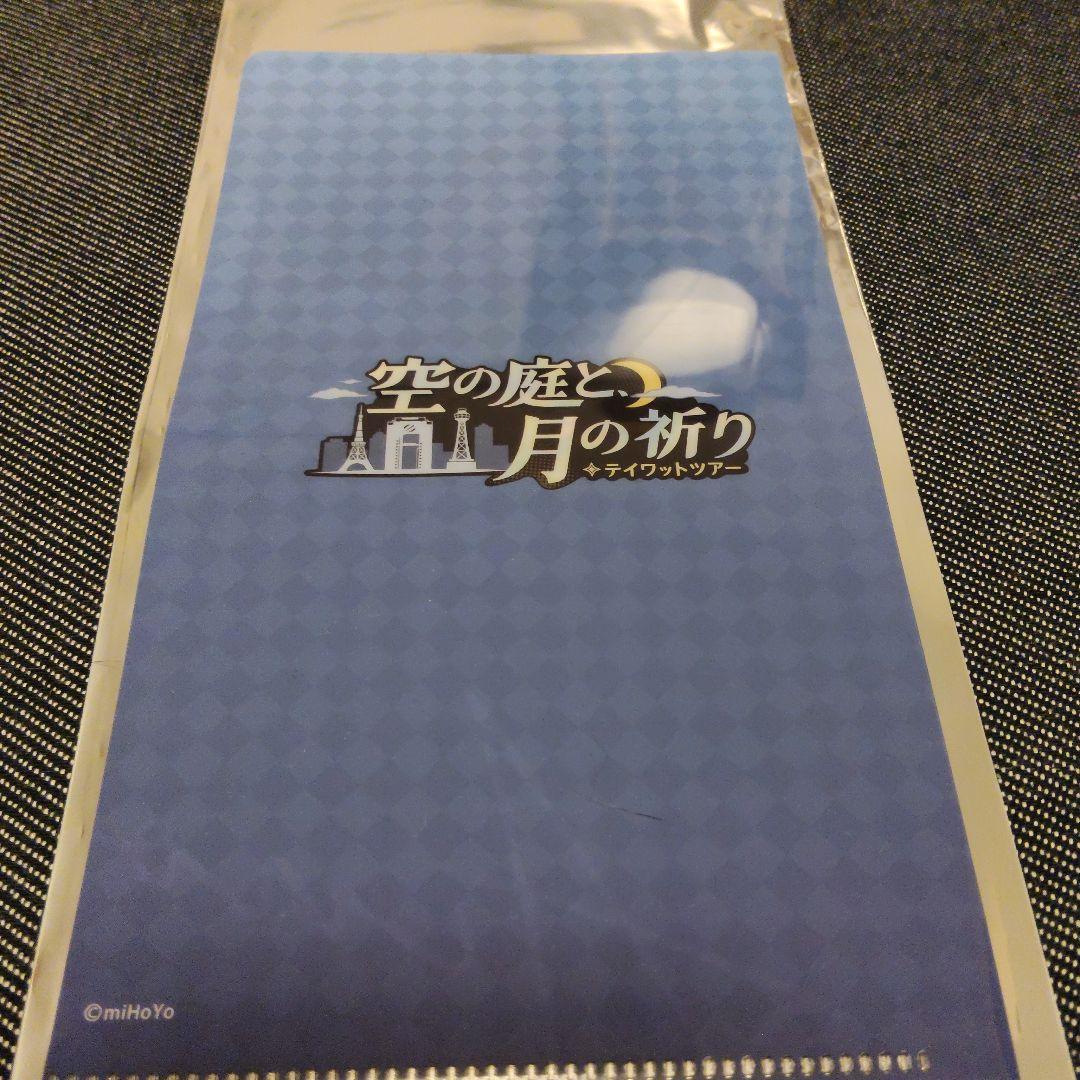 空の庭と、
月の祈り
テイワットツアー
©miHoYo